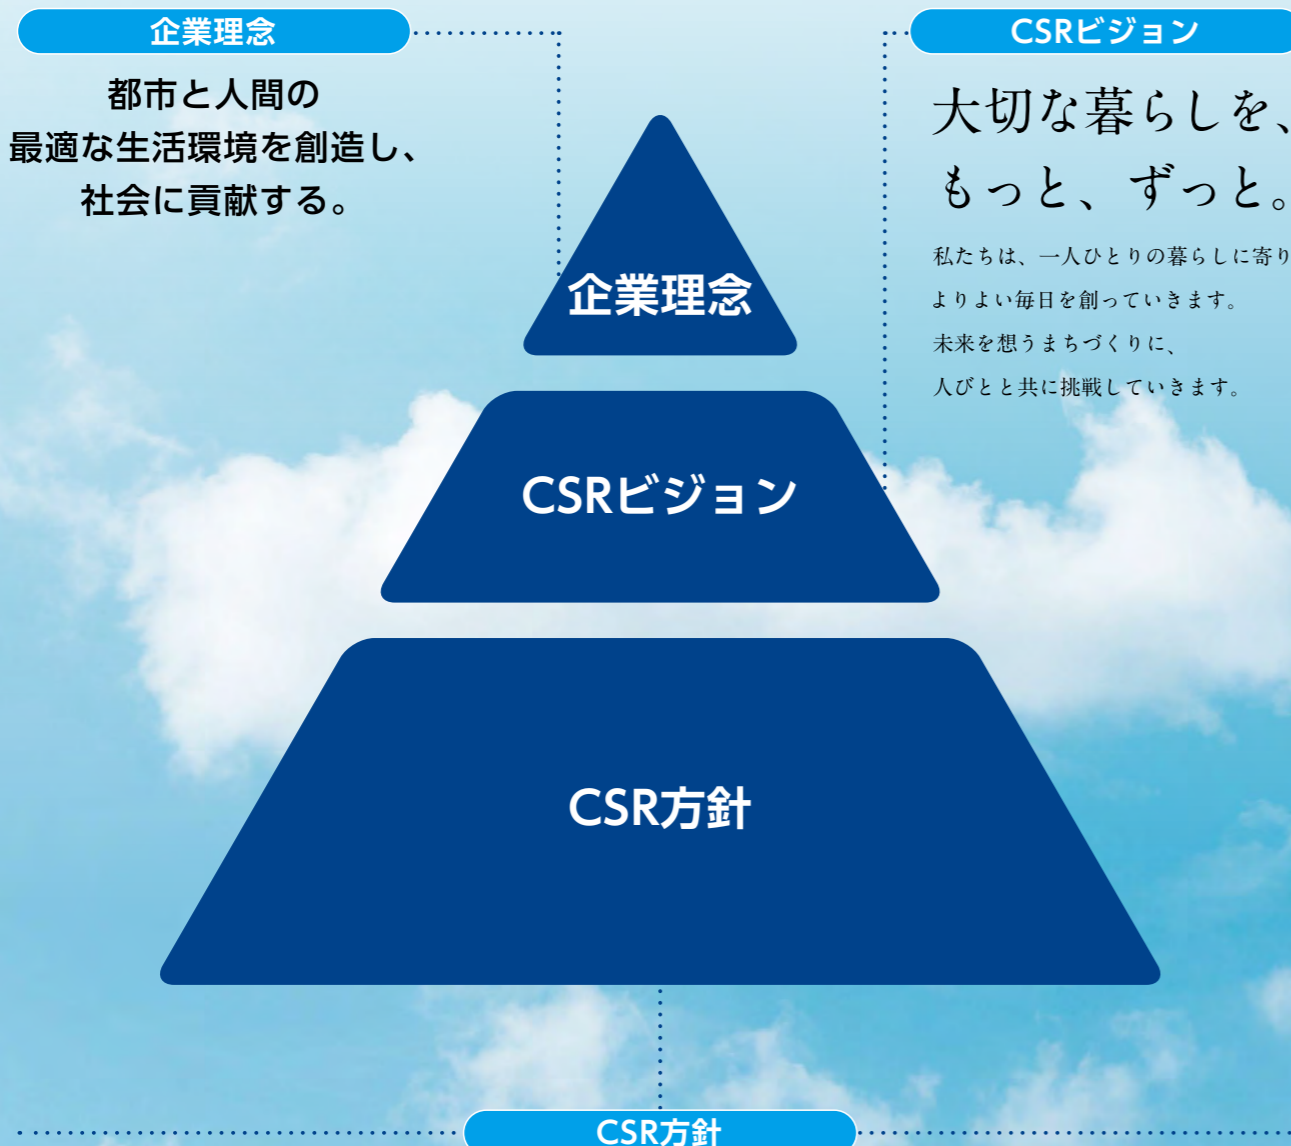 企業理念
都市と人間の
最適な生活環境を創造し、
社会に貢献する。
CSRビジョン
大切な暮らしを、
もっと、ずっと。
私たちは、一人ひとりの暮らしに寄り
よりよい毎日を創っていきます。
未来を想うまちづくりに、
人びとと共に挑戦していきます。
企業理念
CSRビジョン
CSR方針
CSR方針